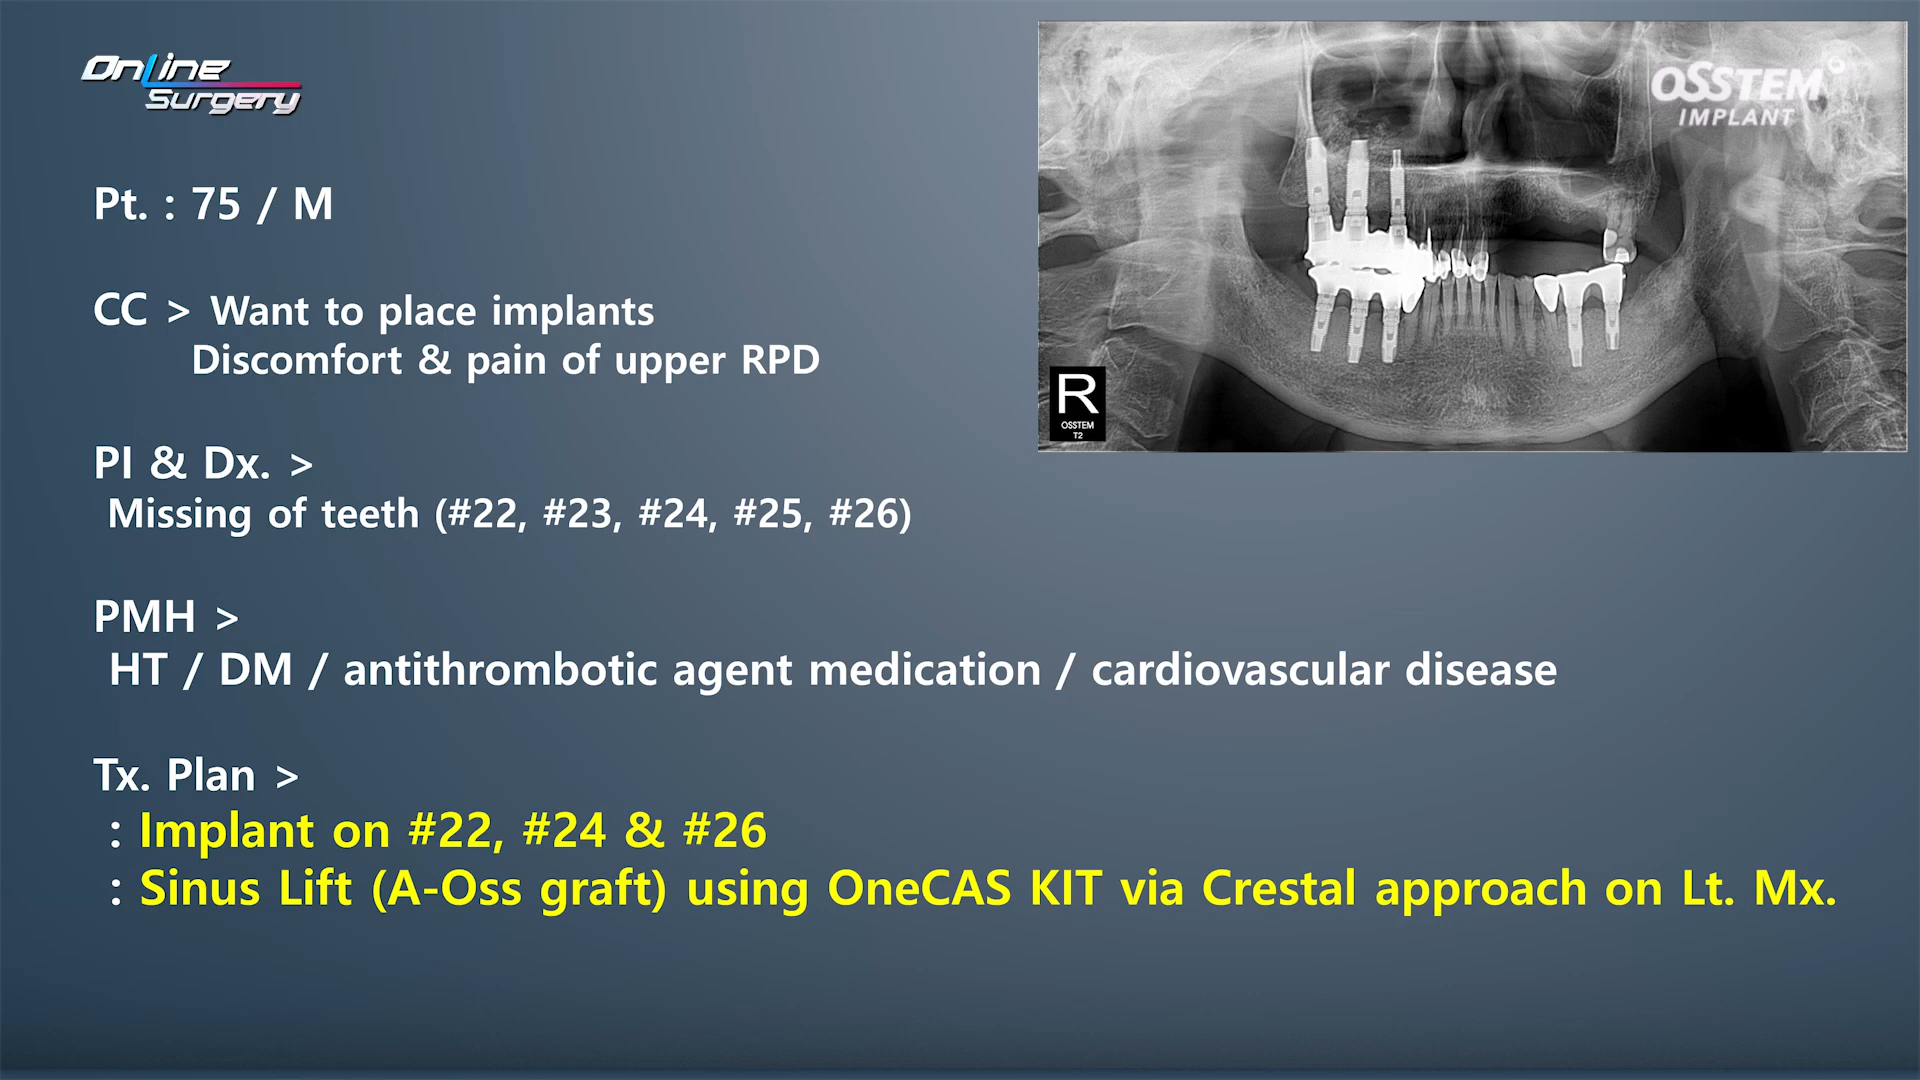 OnLine
Surgery
OSSTEM
IMPLANT
R
OSSTEM
T2
Pt. : 75 / M
CC > Want to place implants
Discomfort & pain of upper RPD
PI & Dx. >
Missing of teeth (#22, #23, #24, #25, #26)
PMH >
HT / DM / antithrombotic agent medication / cardiovascular disease
Tx. Plan >
: Implant on #22, #24 & #26
: Sinus Lift (A-Oss graft) using OneCAS KIT via Crestal approach on Lt. Mx.